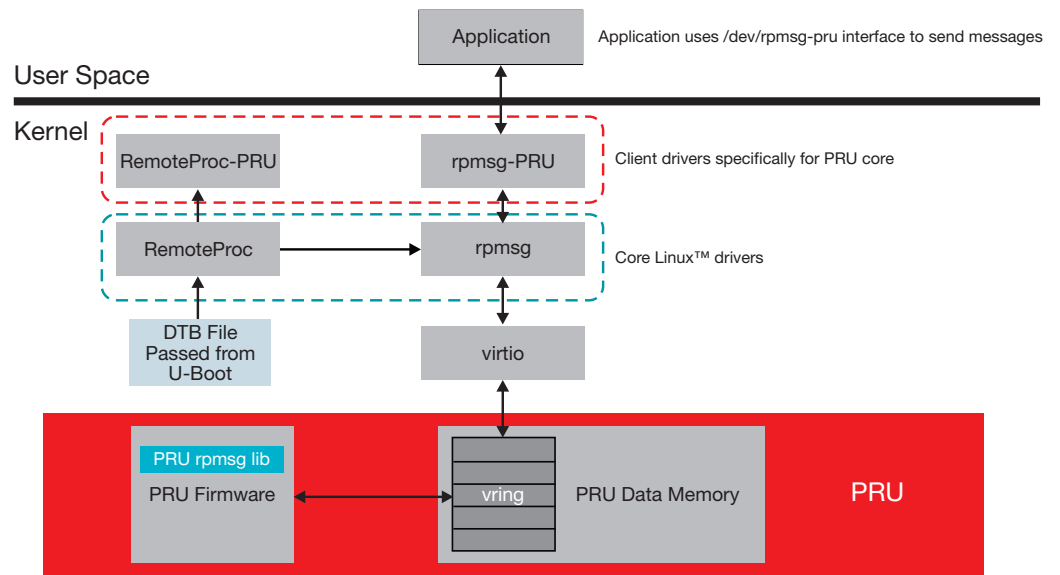 Application
Application uses /dev/rpmsg-pru interface to send messages
User Space
Kernel
RemoteProc-PRU
rpmsg-PRU
Client drivers specifically for PRU core
RemoteProc
rpmsg
Core Linux™ drivers
DTB File
Passed from
U-Boot
virtio
PRU rpmsg lib
PRU Firmware
vring
PRU Data Memory
PRU